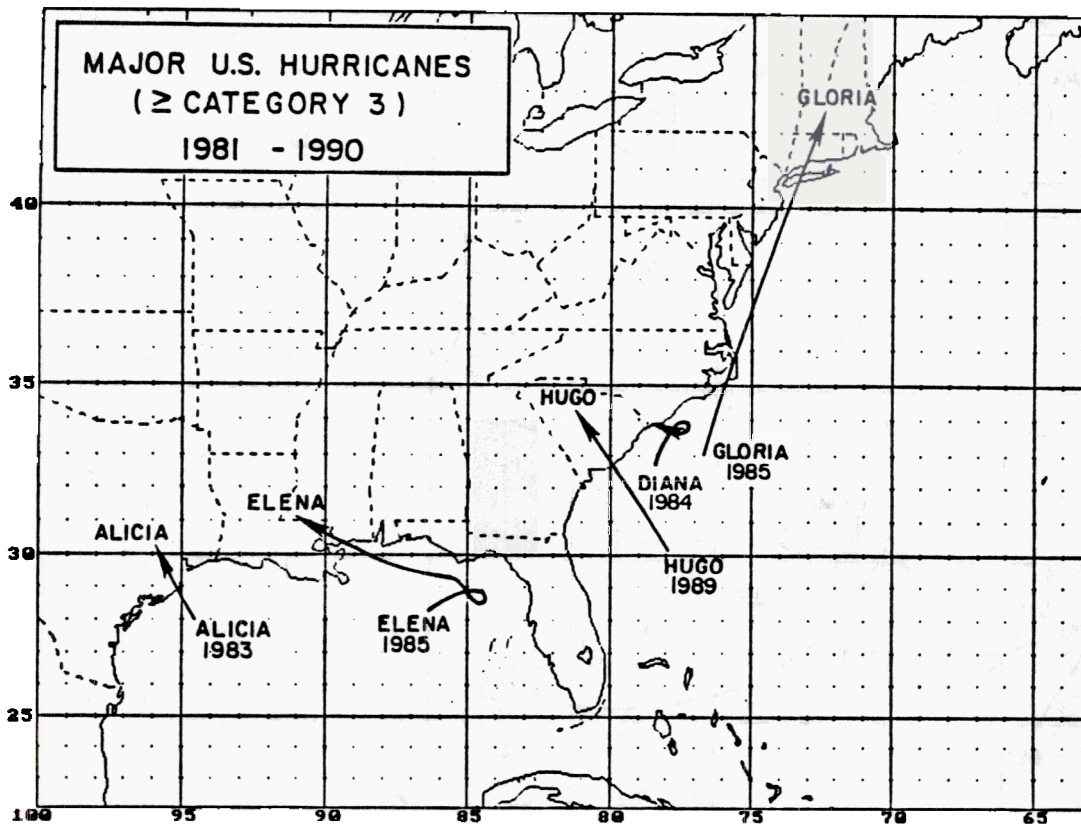 MAJOR U.S. HURRICANES
(≥ CATEGORY 3)
1981 - 1990
GLORIA
40
35
HUGO
GLORIA
1985
DIANA
1984
ELENA
ALICIA
30
HUGO
1989
ELENA
1985
ALICIA
1983
25
100
95
90
85
80
75
70
65